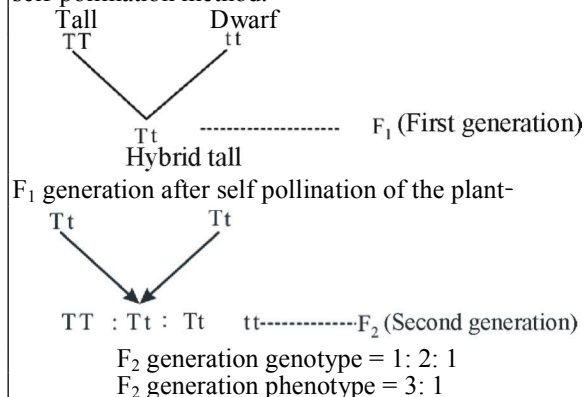 self pollination method.
Tall Dwarf
TT tt
Tt ---------------------- F₁ (First generation)
Hybrid tall
F₁ generation after self pollination of the plant-
Tt Tt
TT : Tt : Tt tt---------------F₂ (Second generation)
F₂ generation genotype = 1: 2: 1
F₂ generation phenotype = 3: 1